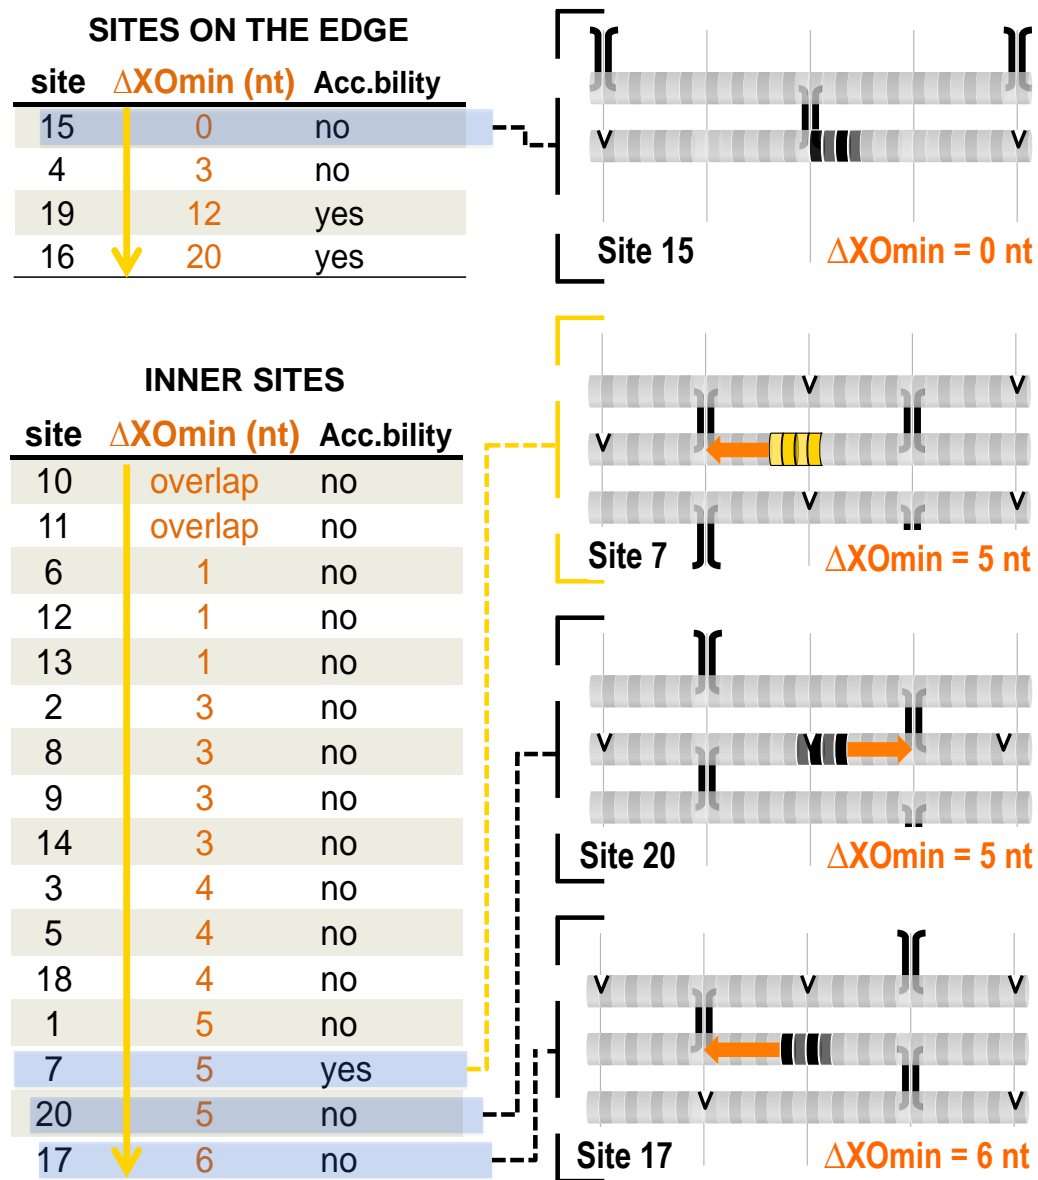 SITES ON THE EDGE
site ΔXOmin (nt) Acc.bility
15 0 no
4 3 no
19 12 yes
16 20 yes
Site 15 ΔXOmin = 0 nt
INNER SITES
site ΔXOmin (nt) Acc.bility
10 overlap no
11 overlap no
6 1 no
12 1 no
13 1 no
2 3 no
8 3 no
9 3 no
14 3 no
3 4 no
5 4 no
18 4 no
1 5 no
7 5 yes
20 5 no
17 6 no
Site 7 ΔXOmin = 5 nt
Site 20 ΔXOmin = 5 nt
Site 17 ΔXOmin = 6 nt